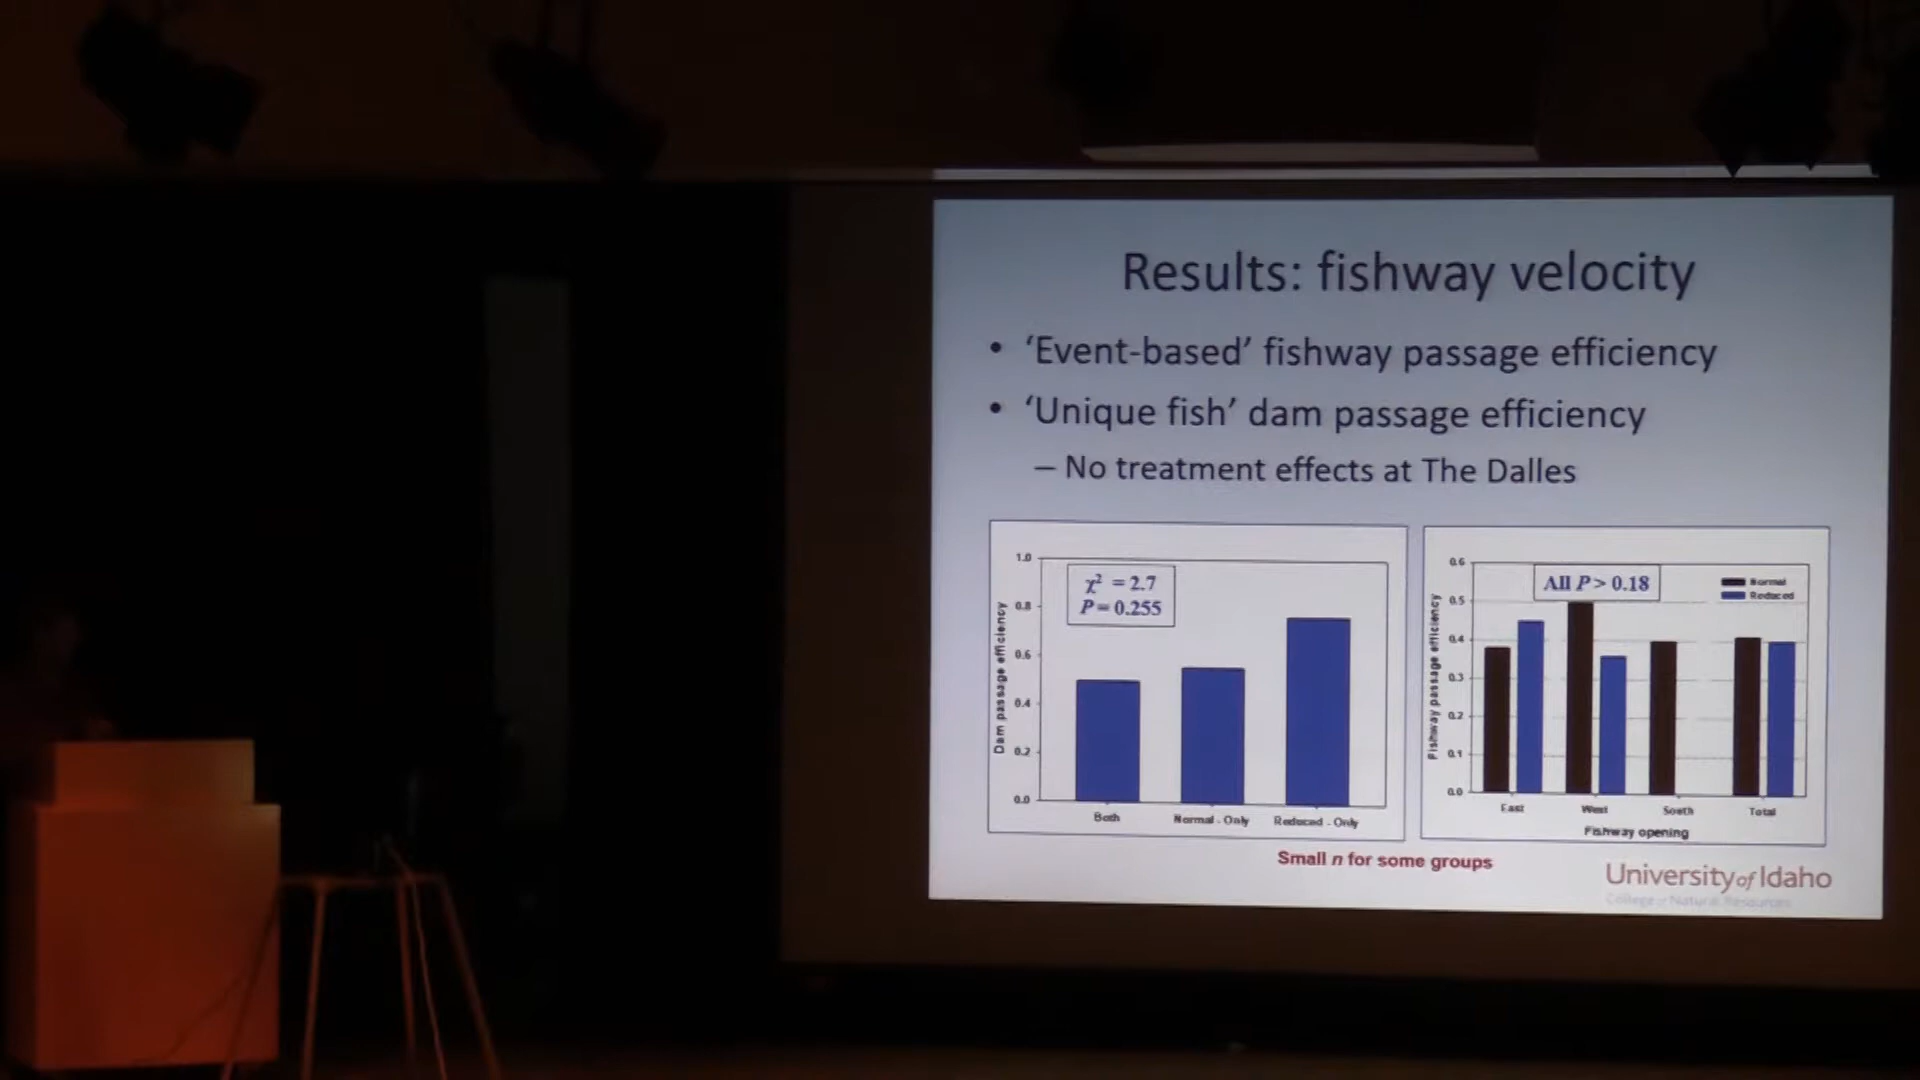 Results: fishway velocity
• ‘Event-based’ fishway passage efficiency
• ‘Unique fish’ dam passage efficiency
– No treatment effects at The Dalles
χ² = 2.7
P = 0.255
Dam passage efficiency
1.0
0.8
0.6
0.4
0.2
0.0
Both
Normal - Only
Reduced - Only
All P > 0.18
Normal
Reduced
Fishway passage efficiency
0.6
0.5
0.4
0.3
0.2
0.1
0.0
East
West
South
Total
Fishway opening
Small n for some groups
University of Idaho
College of Natural Resources